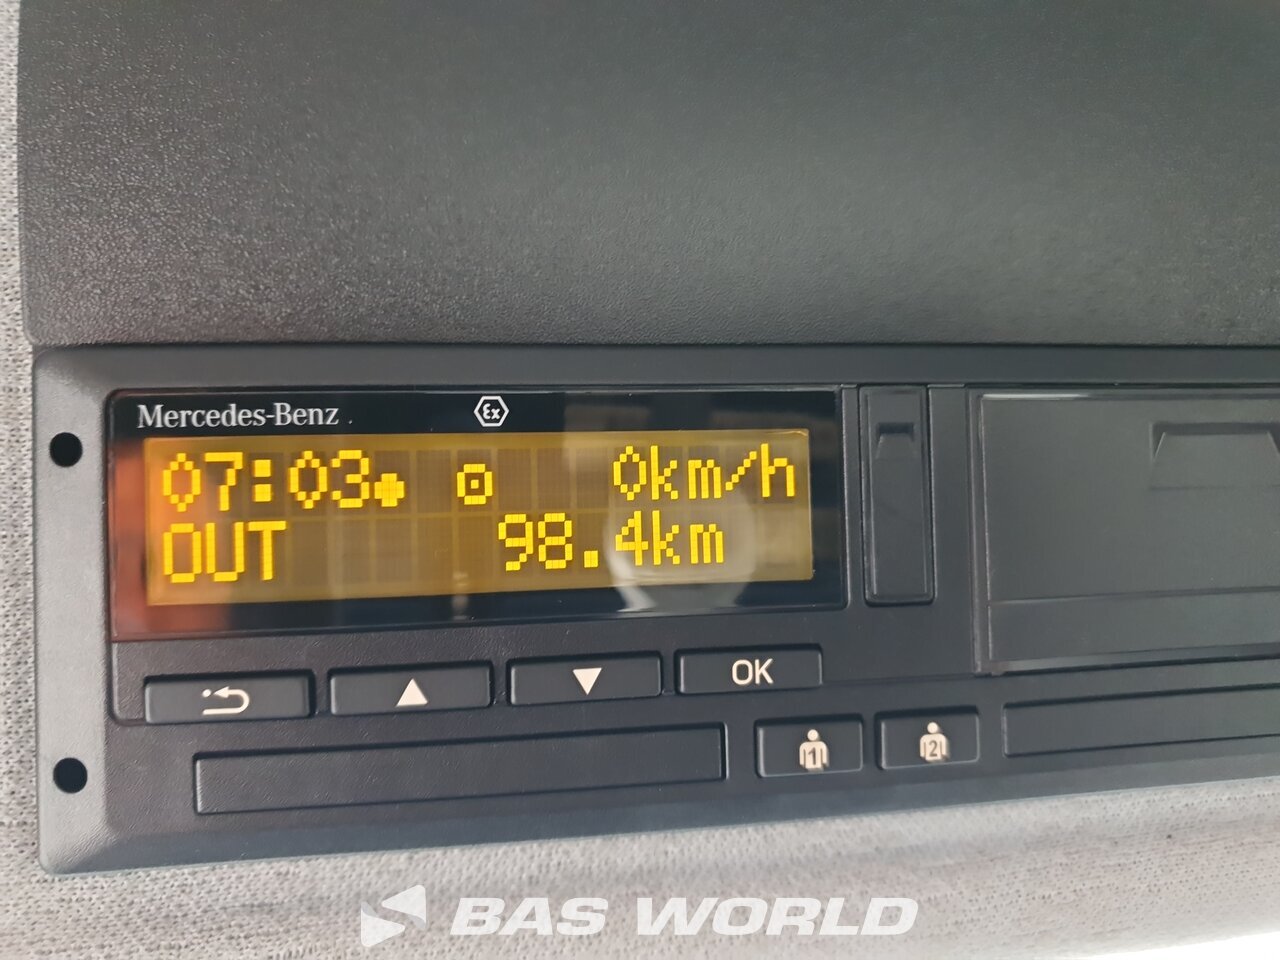 Mercedes-Benz
Ex
07:03 0km/h
OUT 98.4km
OK
1 2
BAS WORLD